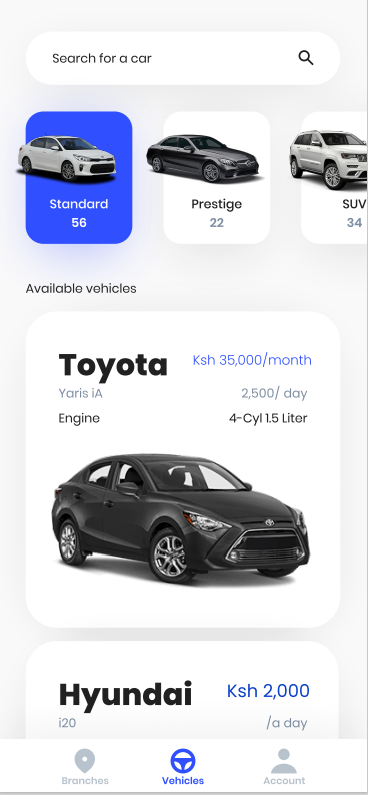 Search for a car
Standard
56
Prestige
22
SUV
34
Available vehicles
Toyota
Ksh 35,000/month
Yaris iA
2,500/ day
Engine
4-Cyl 1.5 Liter
Hyundai
Ksh 2,000
i20
/a day
Branches
Vehicles
Account